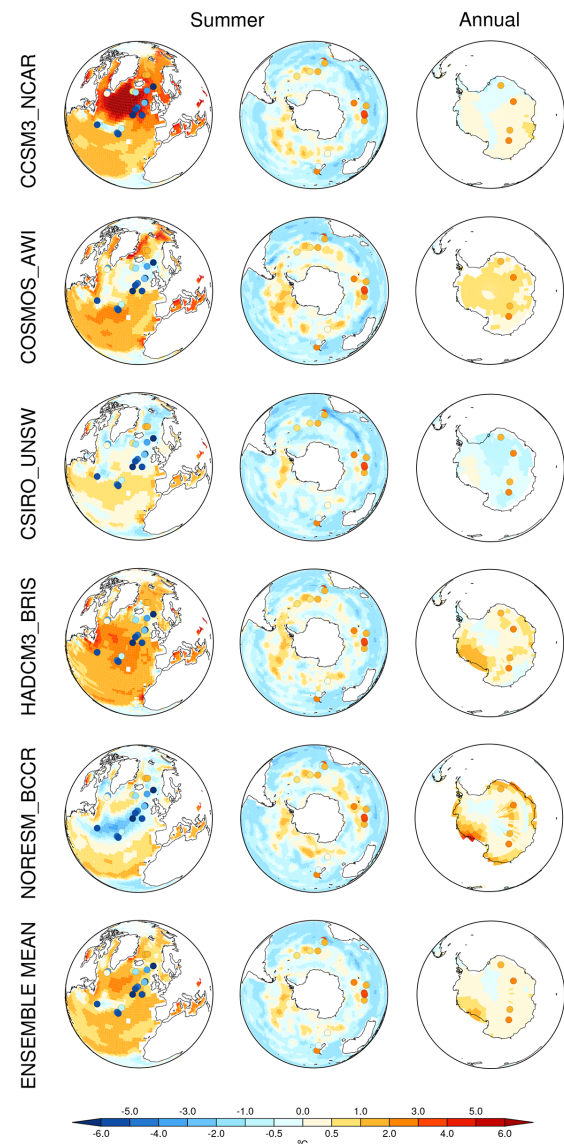 Summer Annual
CCSM3_NCAR
COSMOS_AWI
CSIRO_UNSW
HADCM3_BRIS
NORESM_BCCR
ENSEMBLE MEAN
-5.0 -3.0 -1.0 0.0 1.0 3.0 5.0
-6.0 -4.0 -2.0 -0.5 0.5 2.0 4.0 6.0
°C